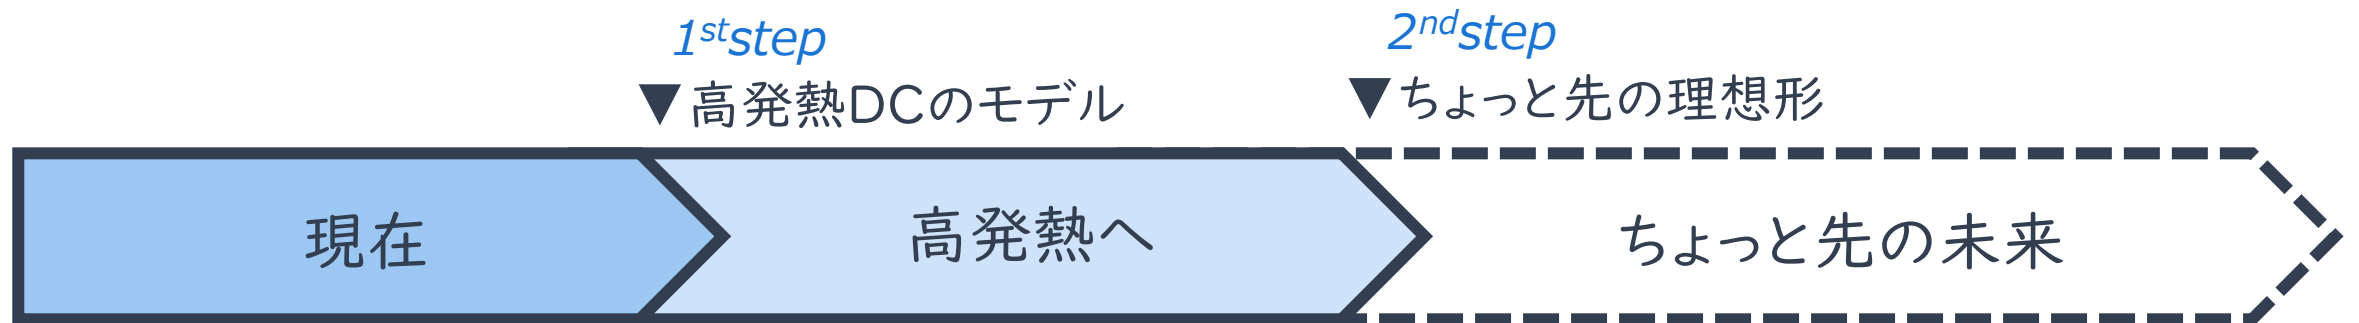 1ststep
2ndstep
▼高発熱DCのモデル
▼ちょっと先の理想形
現在
高発熱へ
ちょっと先の未来